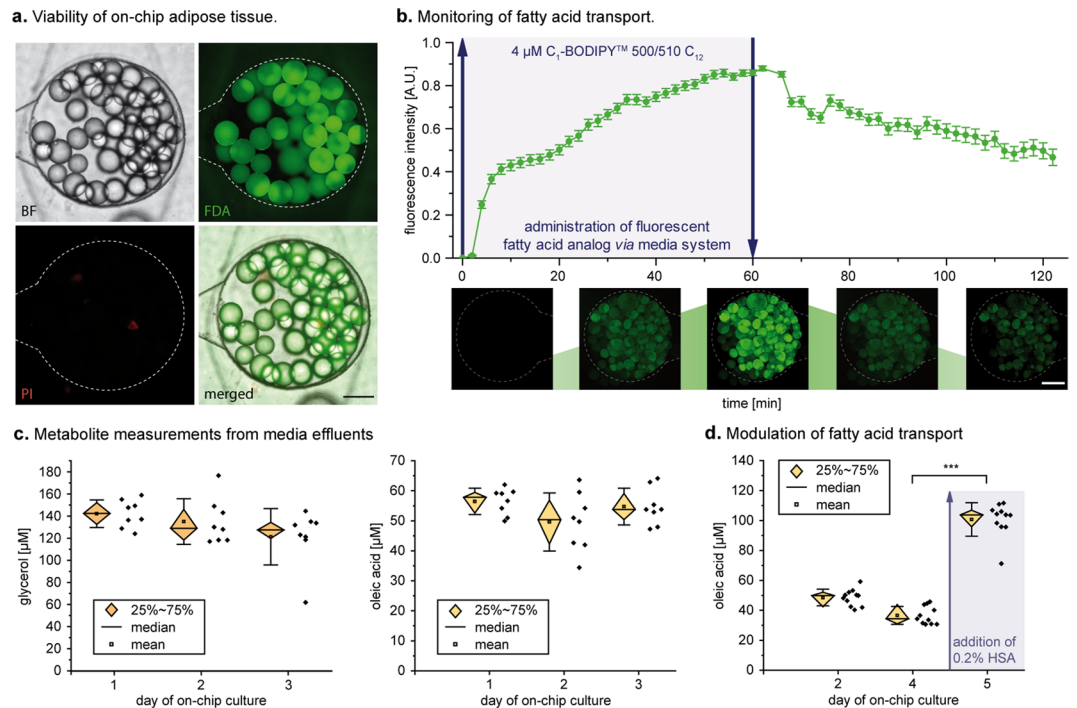 a. Viability of on-chip adipose tissue.
BF
FDA
PI
merged
b. Monitoring of fatty acid transport.
4 µM C1-BODIPY™ 500/510 C12
fluorescence intensity [A.U.]
1.0
0.8
0.6
0.4
0.2
0.0
administration of fluorescent
fatty acid analog via media system
0 20 40 60 80 100 120
time [min]
c. Metabolite measurements from media effluents
glycerol [µM]
180
160
140
120
100
80
60
40
20
0
25%~75%
median
mean
1 2 3
day of on-chip culture
oleic acid [µM]
70
60
50
40
30
20
10
0
25%~75%
median
mean
1 2 3
day of on-chip culture
d. Modulation of fatty acid transport
oleic acid [µM]
140
120
100
80
60
40
20
0
25%~75%
median
mean
***
addition of
0.2% HSA
2 4 5
day of on-chip culture